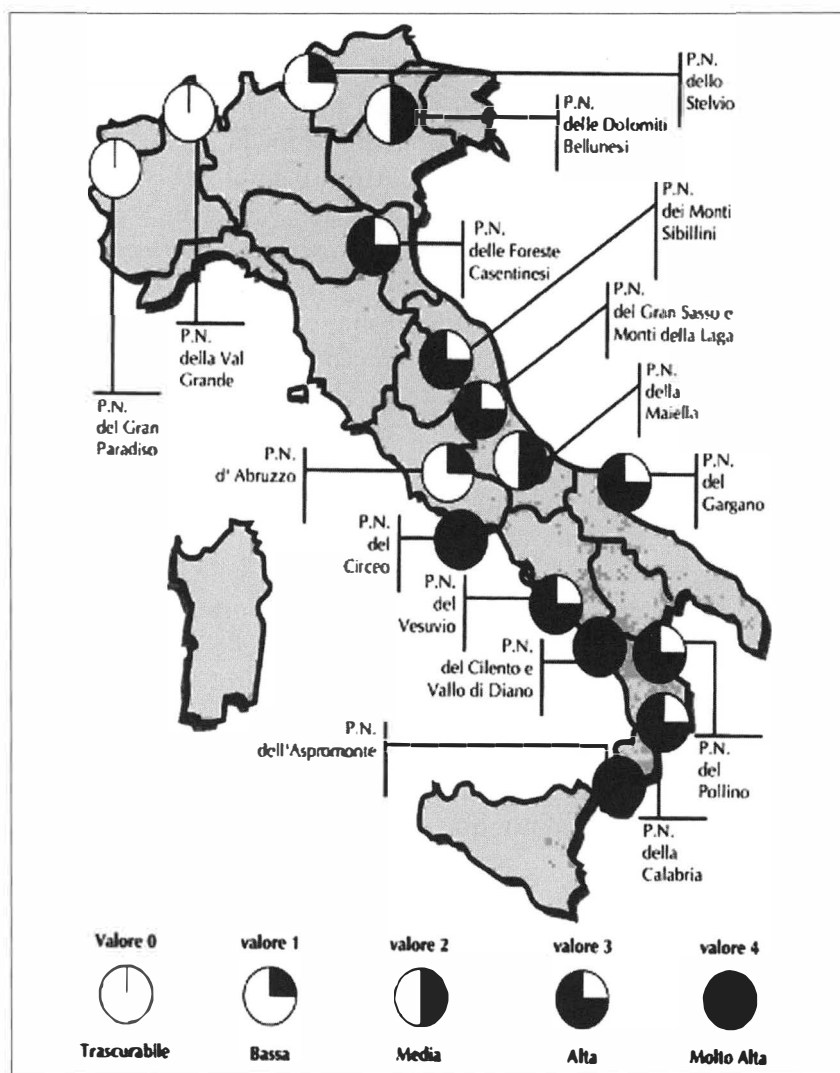 P.N.
dello
Stelvio
P.N.
delle Dolomiti
Bellunesi
P.N.
dei Monti
Sibillini
P.N.
delle Foreste
Casentinesi
P.N.
del Gran Sasso e
Monti della Laga
P.N.
della Val
Grande
P.N.
della
Maiella
P.N.
del Gran
Paradiso
P.N.
d' Abruzzo
P.N.
del
Gargano
P.N.
del
Circeo
P.N.
del
Vesuvio
P.N.
del Cilento e
Vallo di Diano
P.N.
dell'Aspromonte
P.N.
del
Pollino
P.N.
della
Calabria
Valore 0
valore 1
valore 2
valore 3
valore 4
Trascurabile
Bassa
Media
Alta
Molto Alta